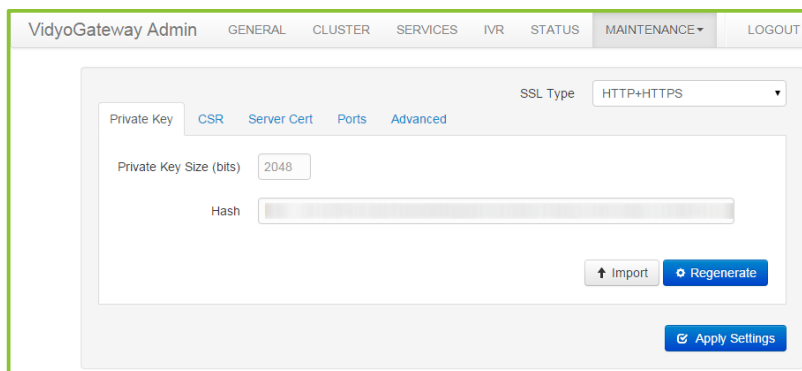 VidyoGateway Admin GENERAL CLUSTER SERVICES IVR STATUS MAINTENANCE LOGOUT
SSL Type HTTP+HTTPS
Private Key CSR Server Cert Ports Advanced
Private Key Size (bits) 2048
Hash
Import Regenerate
Apply Settings